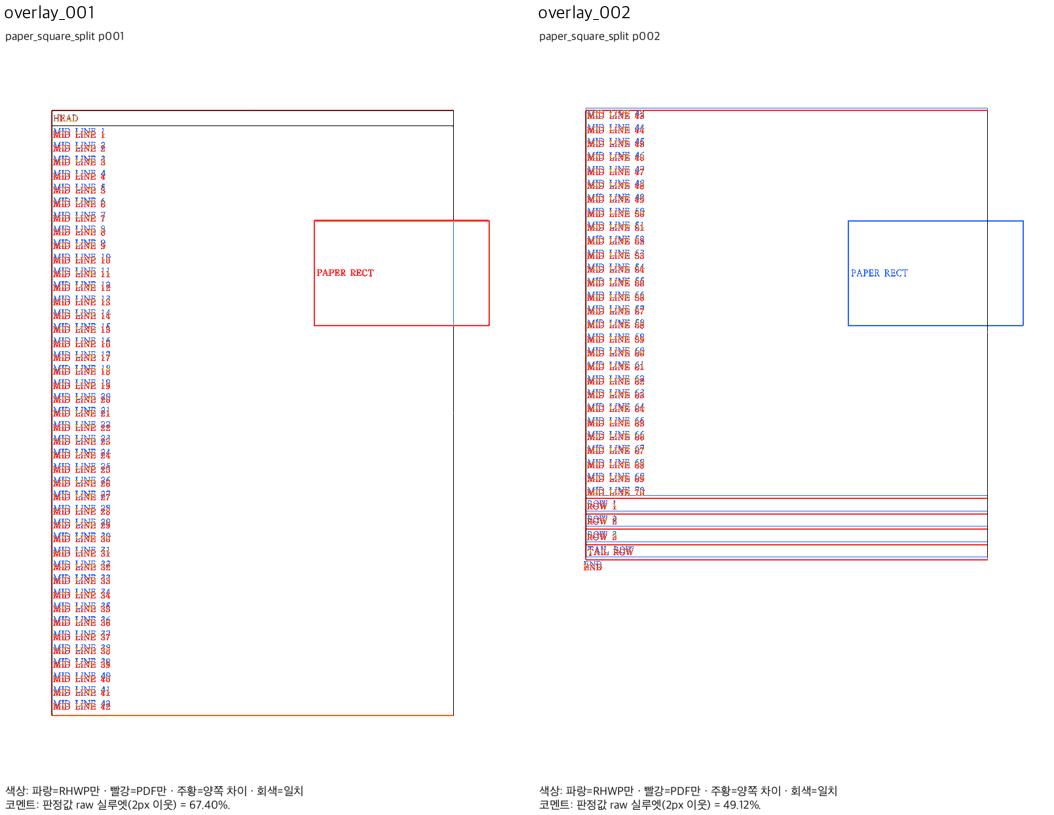 overlay_001
paper_square_split p001
HEAD
MID LINE 1
MID LINE 2
MID LINE 3
MID LINE 4
MID LINE 5
MID LINE 6
MID LINE 7
MID LINE 8
MID LINE 9
MID LINE 10
MID LINE 11
MID LINE 12
MID LINE 13
MID LINE 14
MID LINE 15
MID LINE 16
MID LINE 17
MID LINE 18
MID LINE 19
MID LINE 20
MID LINE 21
MID LINE 22
MID LINE 23
MID LINE 24
MID LINE 25
MID LINE 26
MID LINE 27
MID LINE 28
MID LINE 29
MID LINE 30
MID LINE 31
MID LINE 32
MID LINE 33
MID LINE 34
MID LINE 35
MID LINE 36
MID LINE 37
MID LINE 38
MID LINE 39
MID LINE 40
MID LINE 41
MID LINE 42
PAPER RECT
색상: 파랑=RHWP만 · 빨강=PDF만 · 주황=양쪽 차이 · 회색=일치
코멘트: 판정값 raw 실루엣(2px 이웃) = 67.40%.
overlay_002
paper_square_split p002
MID LINE 43
MID LINE 44
MID LINE 45
MID LINE 46
MID LINE 47
MID LINE 48
MID LINE 49
MID LINE 50
MID LINE 51
MID LINE 52
MID LINE 53
MID LINE 54
MID LINE 55
MID LINE 56
MID LINE 57
MID LINE 58
MID LINE 59
MID LINE 60
MID LINE 61
MID LINE 62
MID LINE 63
MID LINE 64
MID LINE 65
MID LINE 66
MID LINE 67
MID LINE 68
MID LINE 69
MID LINE 70
ROW 1
ROW 2
ROW 3
TAIL ROW
END
PAPER RECT
색상: 파랑=RHWP만 · 빨강=PDF만 · 주황=양쪽 차이 · 회색=일치
코멘트: 판정값 raw 실루엣(2px 이웃) = 49.12%.